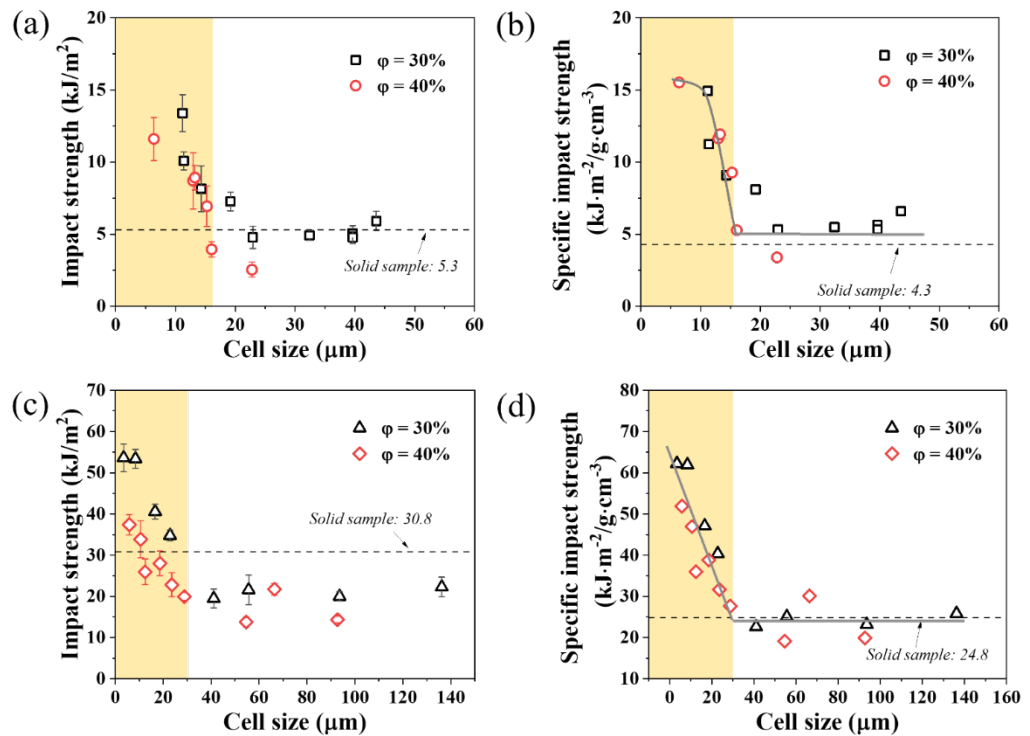 (a)
20
15
10
5
0
0 10 20 30 40 50 60
Impact strength (kJ/m²)
Cell size (μm)
φ = 30%
φ = 40%
Solid sample: 5.3
(b)
20
15
10
5
0
0 10 20 30 40 50 60
Specific impact strength
(kJ·m⁻²/g·cm⁻³)
Cell size (μm)
φ = 30%
φ = 40%
Solid sample: 4.3
(c)
70
60
50
40
30
20
10
0
0 20 40 60 80 100 120 140
Impact strength (kJ/m²)
Cell size (μm)
φ = 30%
φ = 40%
Solid sample: 30.8
(d)
80
70
60
50
40
30
20
10
0 20 40 60 80 100 120 140 160
Specific impact strength
(kJ·m⁻²/g·cm⁻³)
Cell size (μm)
φ = 30%
φ = 40%
Solid sample: 24.8